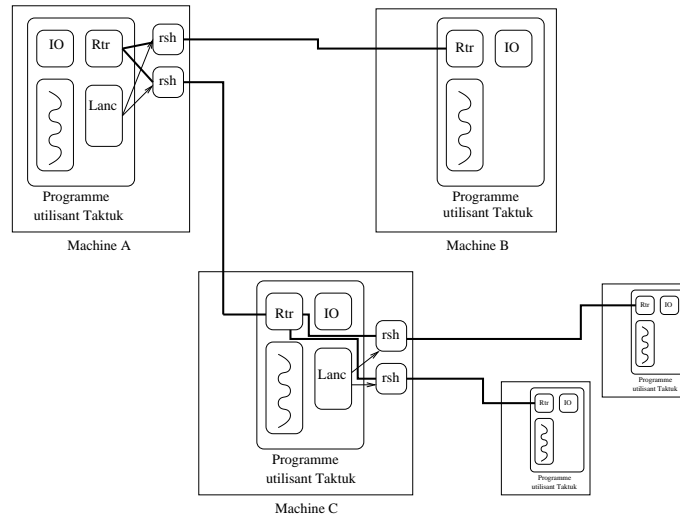 IO
Rtr
rsh
rsh
Lanc
Programme
utilisant Taktuk
Machine A
Rtr
IO
Programme
utilisant Taktuk
Machine B
Rtr
IO
rsh
Lanc
rsh
Programme
utilisant Taktuk
Machine C
Rtr
IO
Programme
utilisant Taktuk
Rtr
IO
Programme
utilisant Taktuk